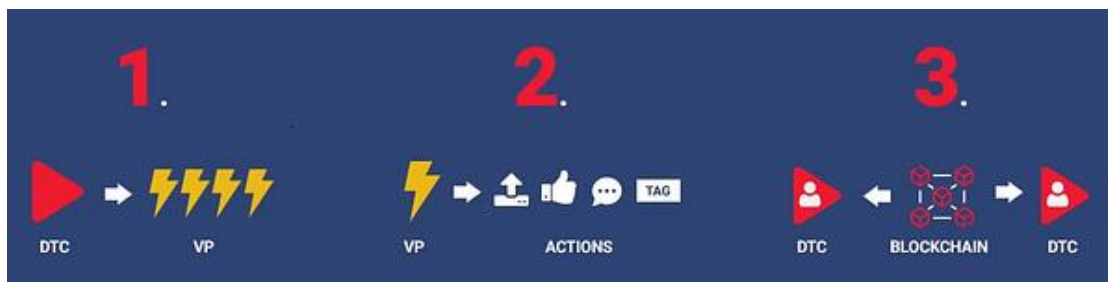 1.
2.
3.
TAG
DTC VP
VP ACTIONS
DTC BLOCKCHAIN DTC